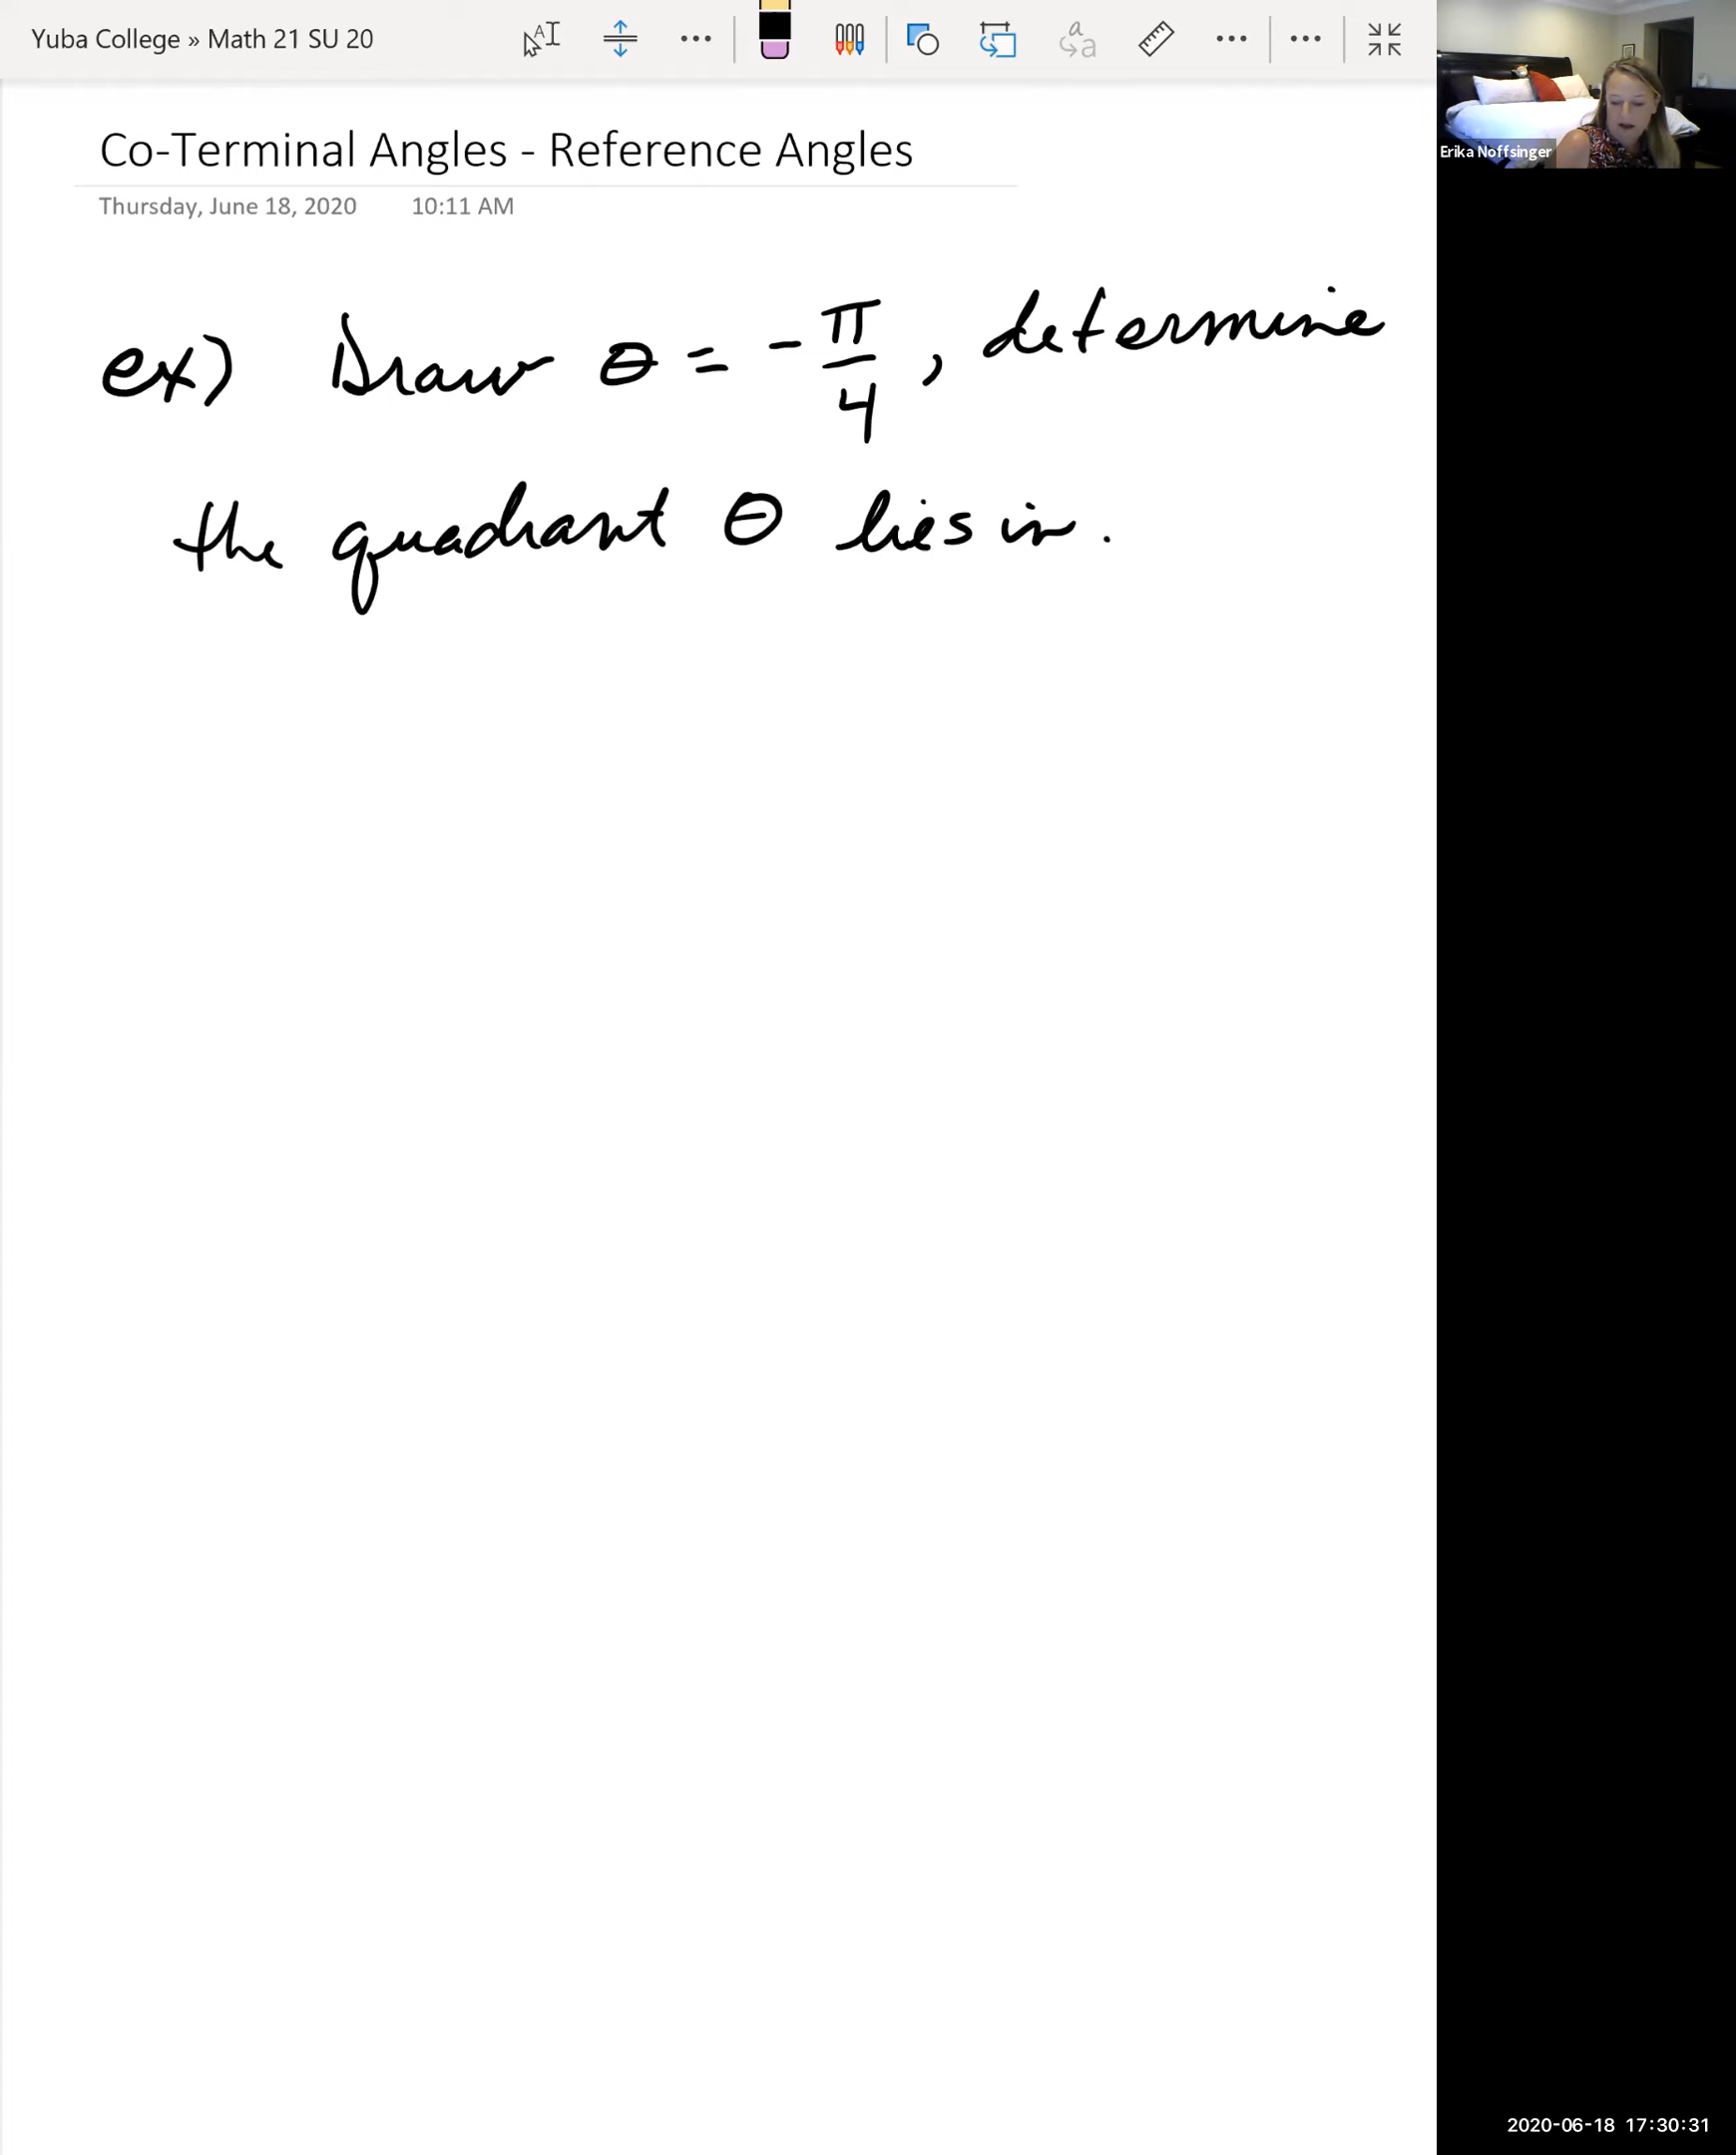 Yuba College » Math 21 SU 20
Erika Noffsinger
Co-Terminal Angles - Reference Angles
Thursday, June 18, 2020 10:11 AM
ex) Draw θ = -π/4, determine
the quadrant θ lies in.
2020-06-18 17:30:31